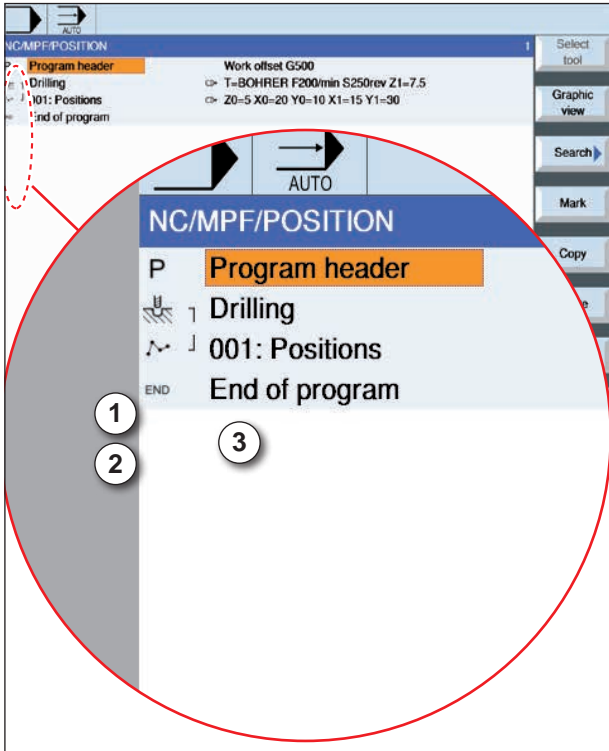 AUTO
NC/MPF/POSITION 1
P Program header Work offset G500
Drilling T=BOHRER F200/min S250rev Z1=7.5
001: Positions Z0=5 X0=20 Y0=10 X1=15 Y1=30
End of program
Select
tool
Graphic
view
Search
Mark
Copy
e
AUTO
NC/MPF/POSITION
P Program header
Drilling
001: Positions
END End of program
1
2
3